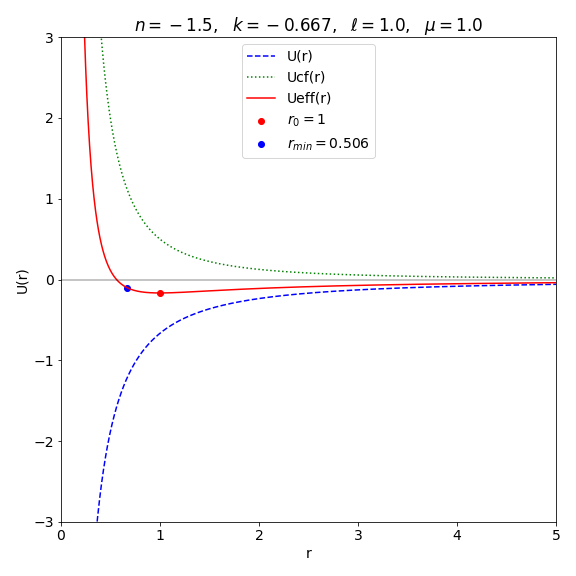 n = −1.5, k = −0.667, ℓ = 1.0, μ = 1.0
U(r)
Ucf(r)
Ueff(r)
r₀ = 1
rₘᵢₙ = 0.506
3
2
1
0
−1
−2
−3
U(r)
0 1 2 3 4 5
r